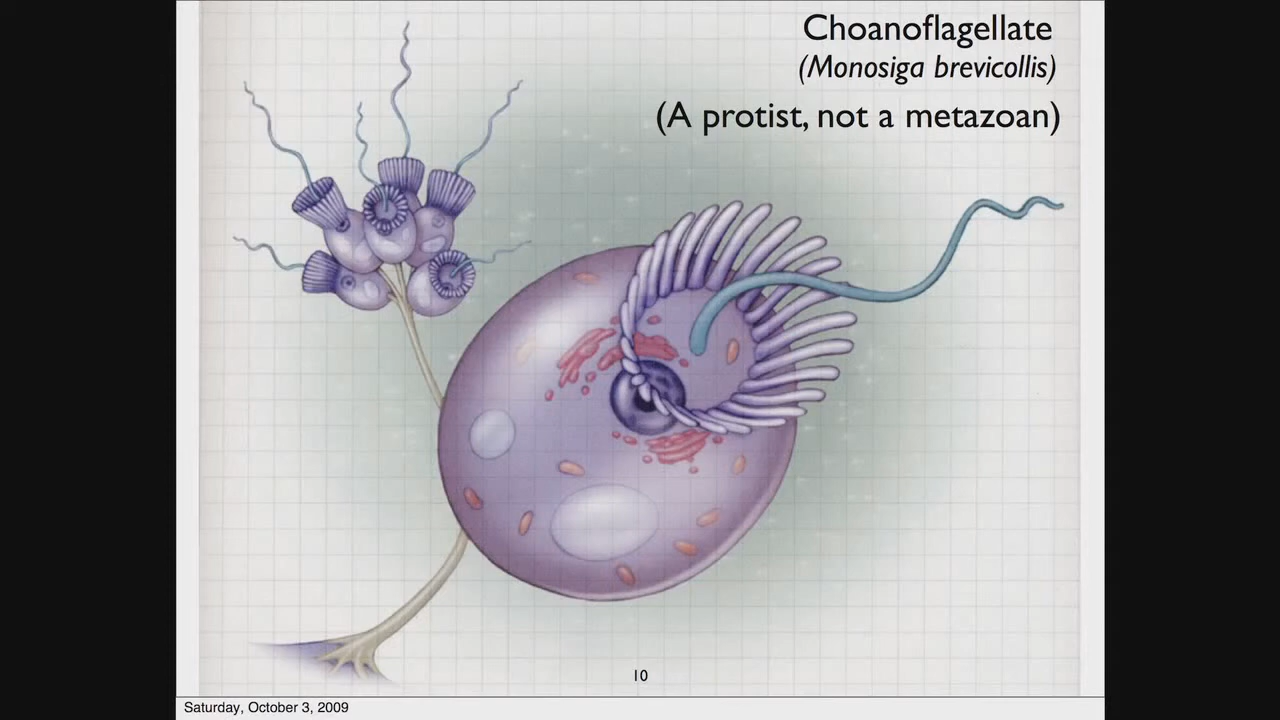 Choanoflagellate
(Monosiga brevicollis)
(A protist, not a metazoan)
10
Saturday, October 3, 2009